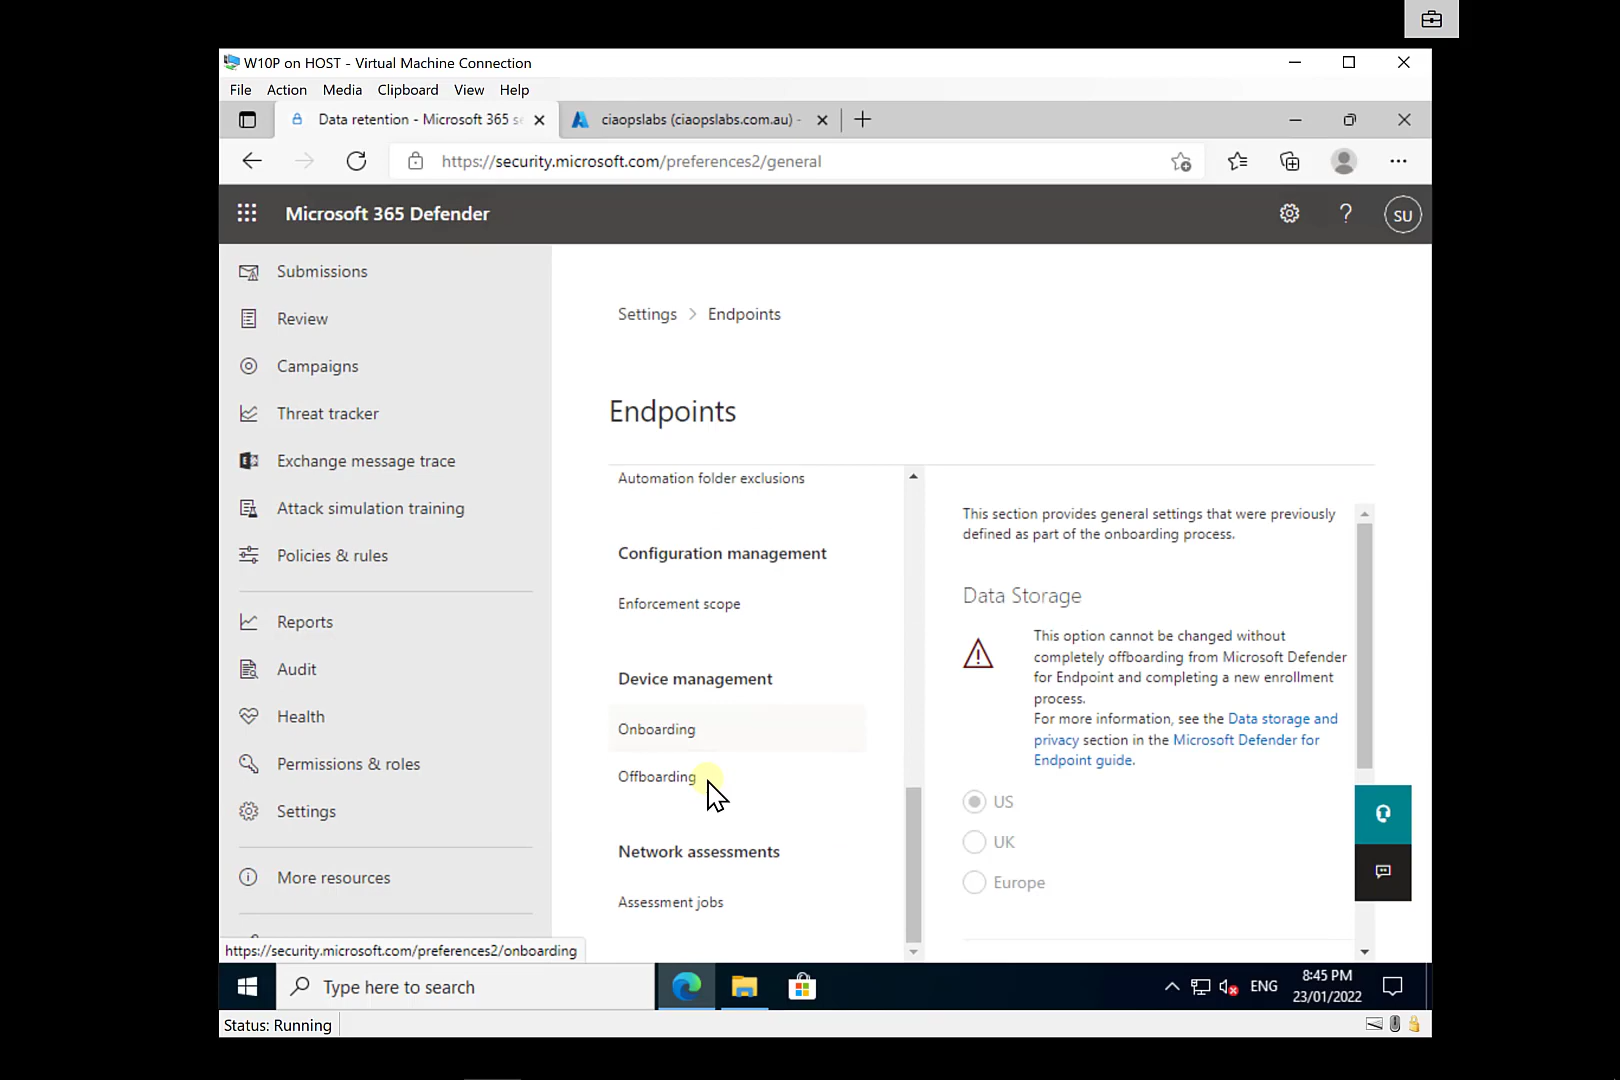 W10P on HOST - Virtual Machine Connection
File Action Media Clipboard View Help
Data retention - Microsoft 365 se
ciaopslabs (ciaopslabs.com.au) -
https://security.microsoft.com/preferences2/general
Microsoft 365 Defender
SU
Submissions
Review
Campaigns
Threat tracker
Exchange message trace
Attack simulation training
Policies & rules
Reports
Audit
Health
Permissions & roles
Settings
More resources
https://security.microsoft.com/preferences2/onboarding
Settings > Endpoints
Endpoints
Automation folder exclusions
Configuration management
Enforcement scope
Device management
Onboarding
Offboarding
Network assessments
Assessment jobs
This section provides general settings that were previously
defined as part of the onboarding process.
Data Storage
This option cannot be changed without
completely offboarding from Microsoft Defender
for Endpoint and completing a new enrollment
process.
For more information, see the Data storage and
privacy section in the Microsoft Defender for
Endpoint guide.
US
UK
Europe
Type here to search
ENG
8:45 PM
23/01/2022
Status: Running